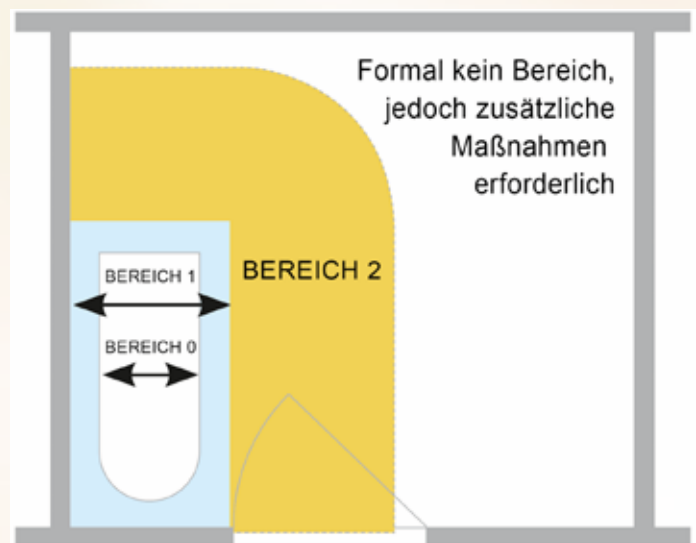 Formal kein Bereich,
jedoch zusätzliche
Maßnahmen
erforderlich
BEREICH 1
BEREICH 2
BEREICH 0